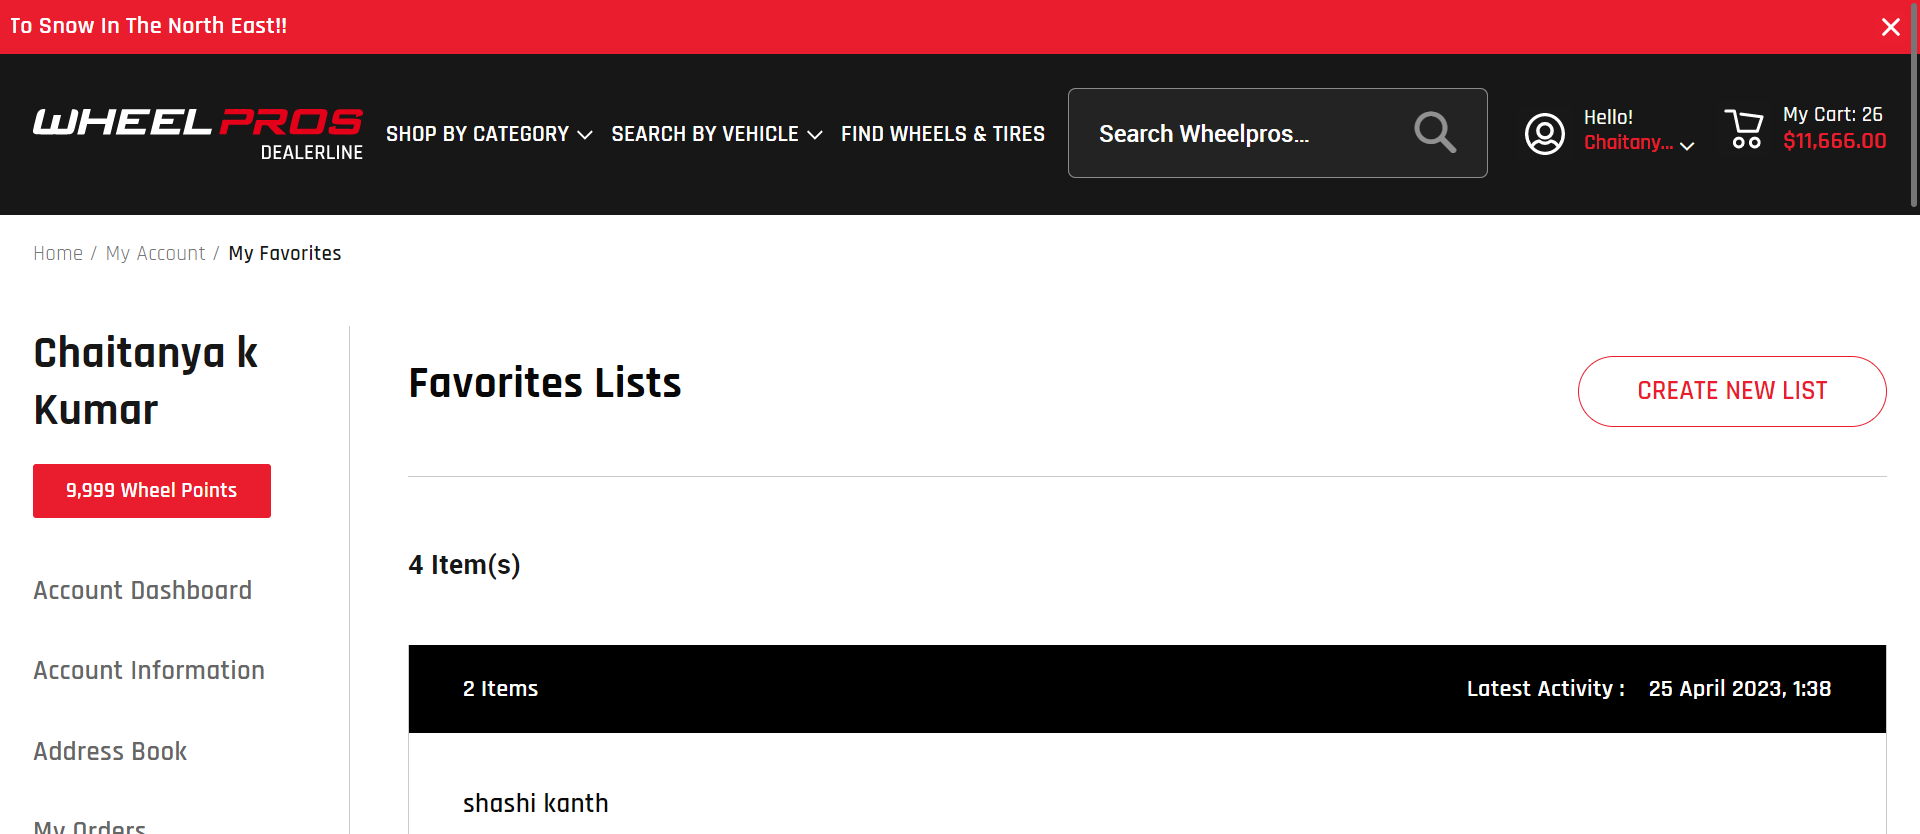 To Snow In The North East!!
WHEEL PROS
DEALERLINE
SHOP BY CATEGORY
SEARCH BY VEHICLE
FIND WHEELS & TIRES
Search Wheelpros...
Hello!
Chaitany...
My Cart: 26
$11,666.00
Home / My Account / My Favorites
Chaitanya k
Kumar
9,999 Wheel Points
Account Dashboard
Account Information
Address Book
My Orders
Favorites Lists
CREATE NEW LIST
4 Item(s)
2 Items
Latest Activity : 25 April 2023, 1:38
shashi kanth